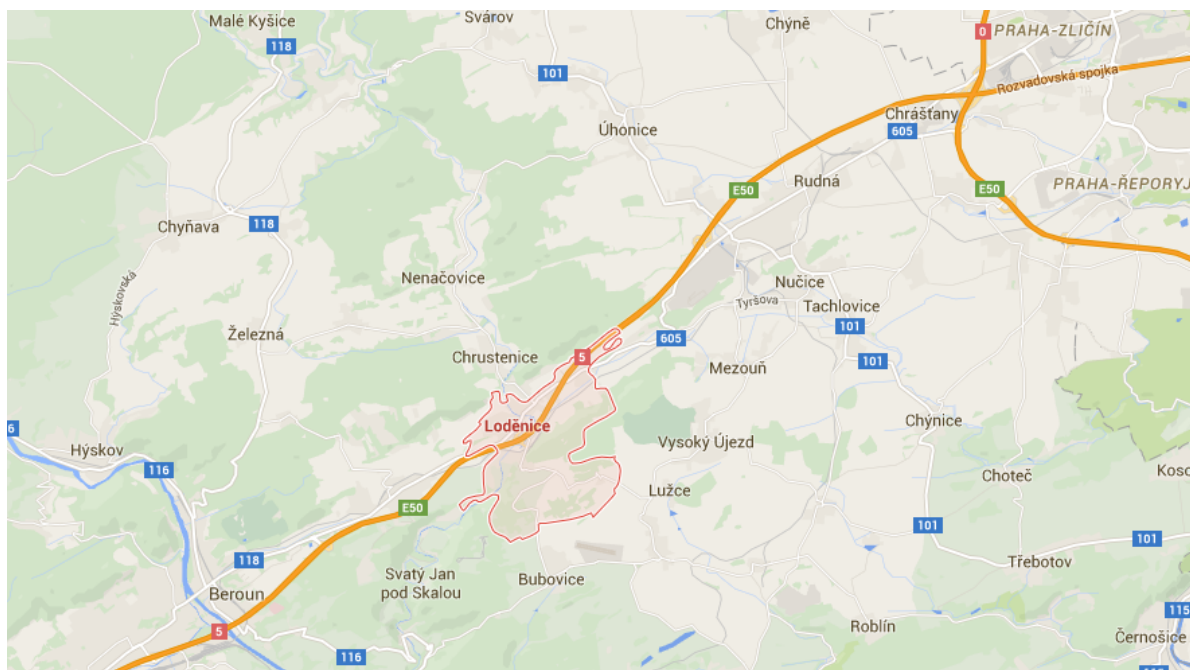 Malé Kyšice
Svárov
Chýně
0
PRAHA-ZLIČÍN
118
101
Rozvadovská spojka
Chrášťany
605
Úhonice
Rudná
E50
E50
PRAHA-ŘEPORYJ
Chyňava
118
Nenačovice
Nučice
Hýskovská
Tyršova
Tachlovice
Železná
101
605
Chrustenice
5
Mezouň
101
Loděnice
Chýnice
6
Hýskov
116
Vysoký Újezd
Choteč
Koso
Lužce
E50
101
118
101
Třebotov
Svatý Jan
pod Skalou
Bubovice
Beroun
115
Roblín
5
Černošice
116